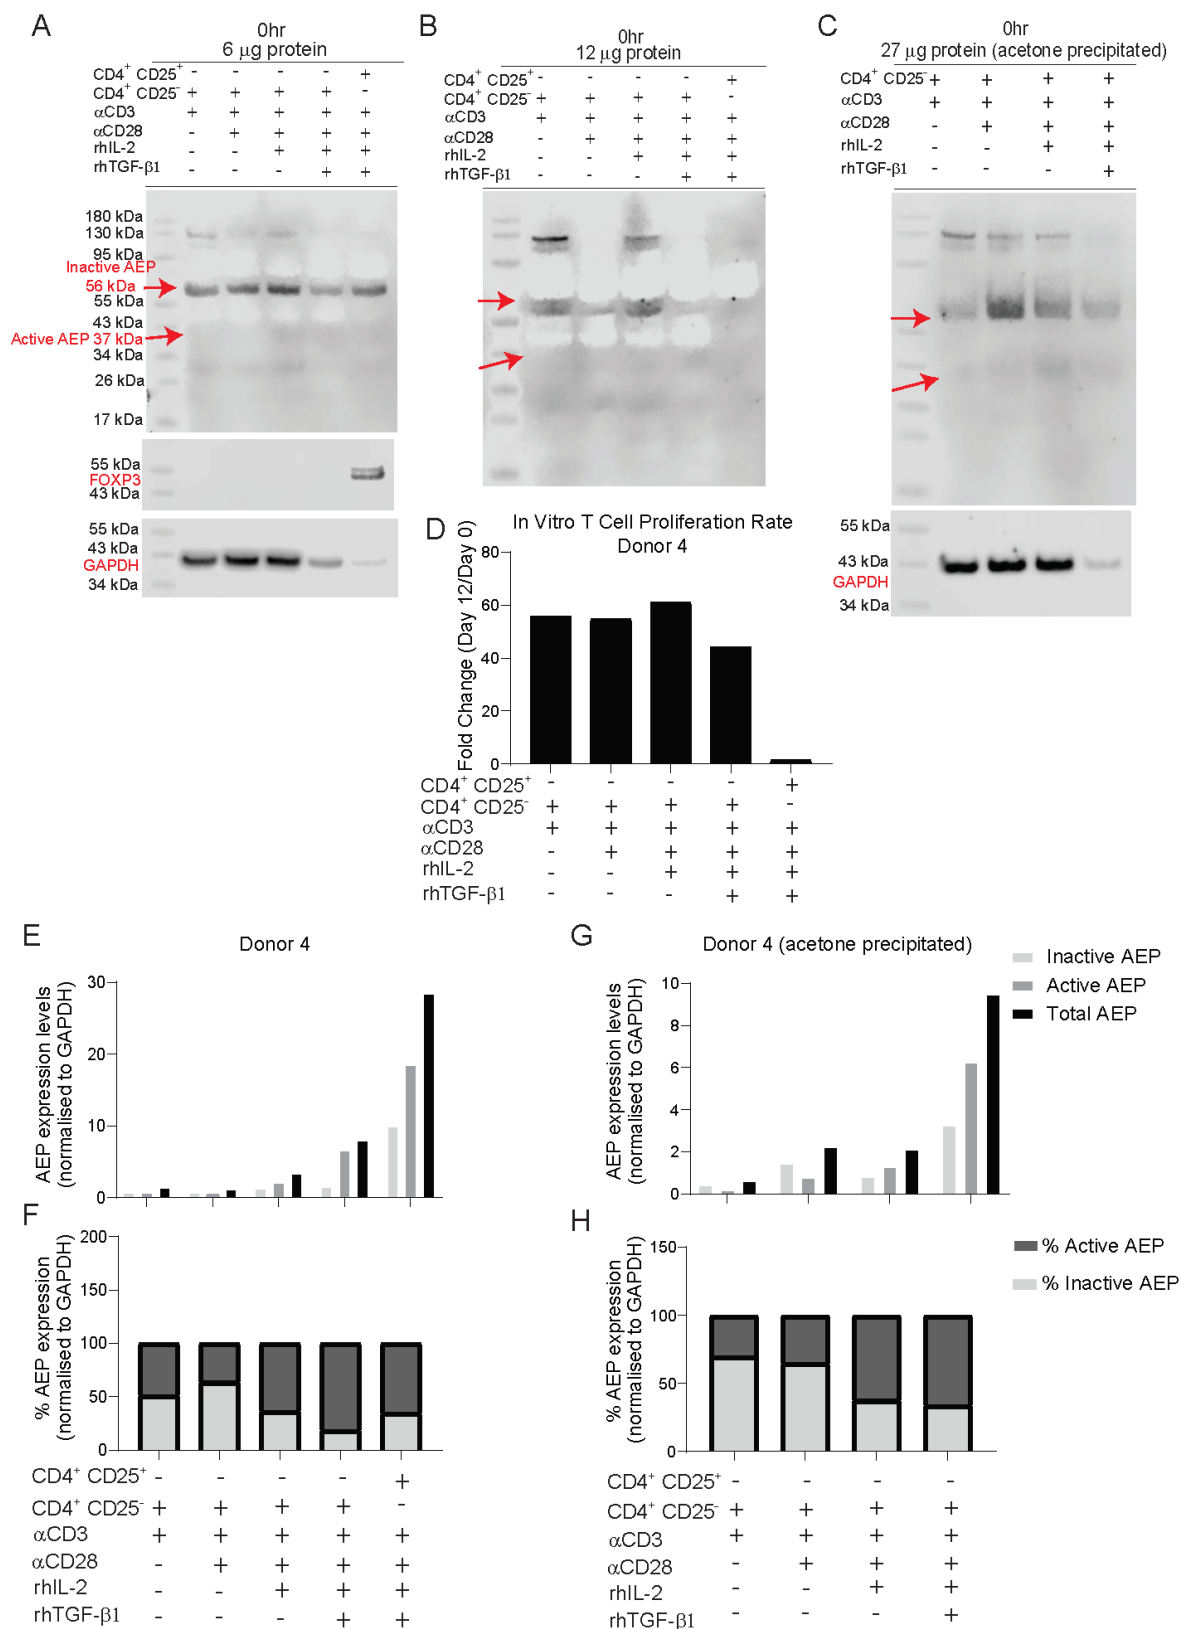 A
0hr
6 μg protein
CD4⁺ CD25⁺ - - - - +
CD4⁺ CD25⁻ + + + + -
αCD3 + + + + +
αCD28 - + + + +
rhIL-2 - - + + +
rhTGF-β1 - - - + +
180 kDa
130 kDa
95 kDa
Inactive AEP
56 kDa
55 kDa
43 kDa
Active AEP 37 kDa
34 kDa
26 kDa
17 kDa
55 kDa
FOXP3
43 kDa
55 kDa
43 kDa
GAPDH
34 kDa
B
0hr
12 μg protein
CD4⁺ CD25⁺ - - - - +
CD4⁺ CD25⁻ + + + + -
αCD3 + + + + +
αCD28 - + + + +
rhIL-2 - - + + +
rhTGF-β1 - - - + +
C
0hr
27 μg protein (acetone precipitated)
CD4⁺ CD25⁻ + + + +
αCD3 + + + +
αCD28 - + + +
rhIL-2 - - + +
rhTGF-β1 - - - +
55 kDa
43 kDa
GAPDH
34 kDa
D
In Vitro T Cell Proliferation Rate
Donor 4
Fold Change (Day 12/Day 0)
80
60
40
20
0
CD4⁺ CD25⁺ - - - - +
CD4⁺ CD25⁻ + + + + -
αCD3 + + + + +
αCD28 - + + + +
rhIL-2 - - + + +
rhTGF-β1 - - - + +
E
Donor 4
AEP expression levels
(normalised to GAPDH)
30
20
10
0
G
Donor 4 (acetone precipitated)
AEP expression levels
(normalised to GAPDH)
10
8
6
4
2
0
Inactive AEP
Active AEP
Total AEP
F
% AEP expression
(normalised to GAPDH)
200
150
100
50
0
CD4⁺ CD25⁺ - - - - +
CD4⁺ CD25⁻ + + + + -
αCD3 + + + + +
αCD28 - + + + +
rhIL-2 - - + + +
rhTGF-β1 - - - + +
H
% AEP expression
(normalised to GAPDH)
150
100
50
0
% Active AEP
% Inactive AEP
CD4⁺ CD25⁺ - - - -
CD4⁺ CD25⁻ + + + +
αCD3 + + + +
αCD28 - + + +
rhIL-2 - - + +
rhTGF-β1 - - - +